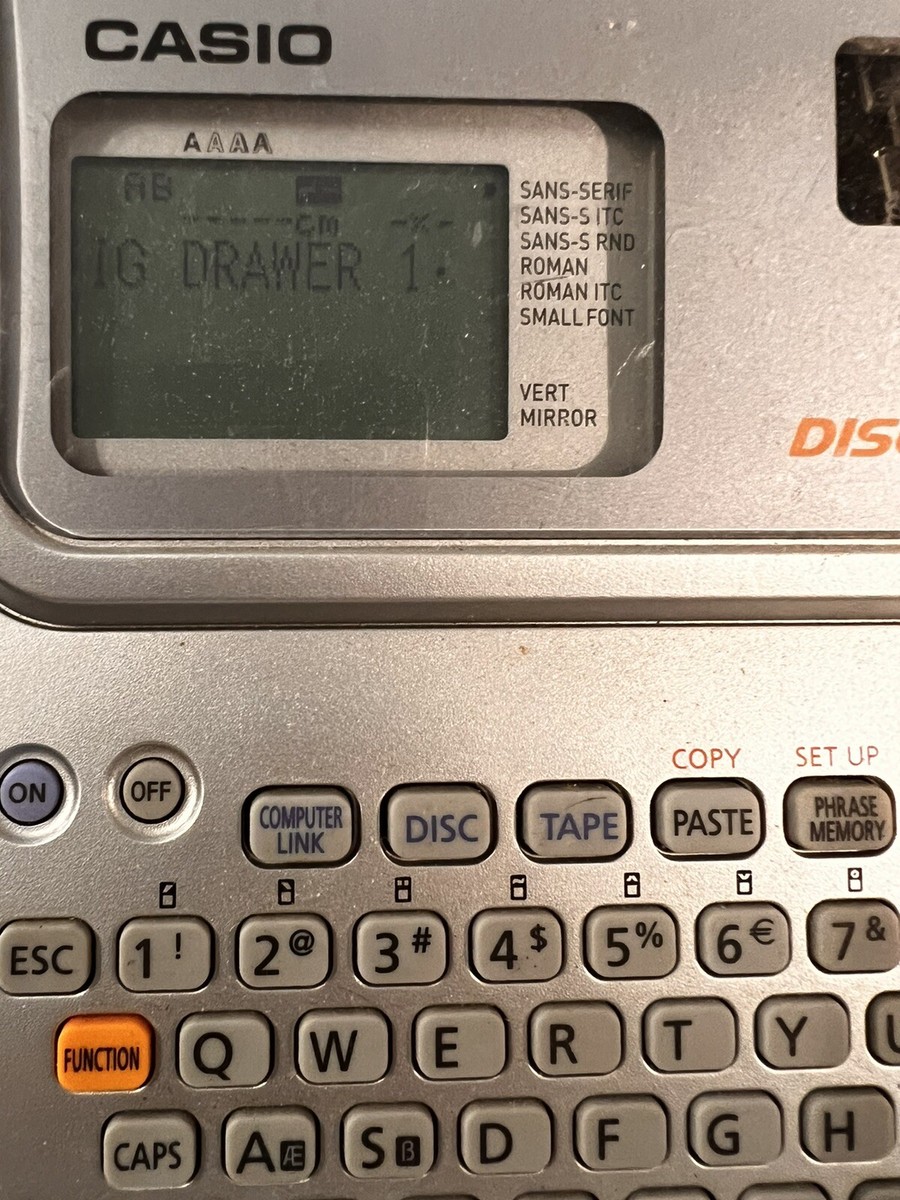 CASIO
A A A A
AB
cm
IG DRAWER 1
SANS-SERIF
SANS-S ITC
SANS-S RND
ROMAN
ROMAN ITC
SMALL FONT
VERT
MIRROR
DISC
COPY SET UP
ON OFF COMPUTER LINK DISC TAPE PASTE PHRASE MEMORY
ESC 1 ! 2 @ 3 # 4 $ 5 % 6 € 7 &
FUNCTION Q W E R T Y U
CAPS A Æ S ß D F G H